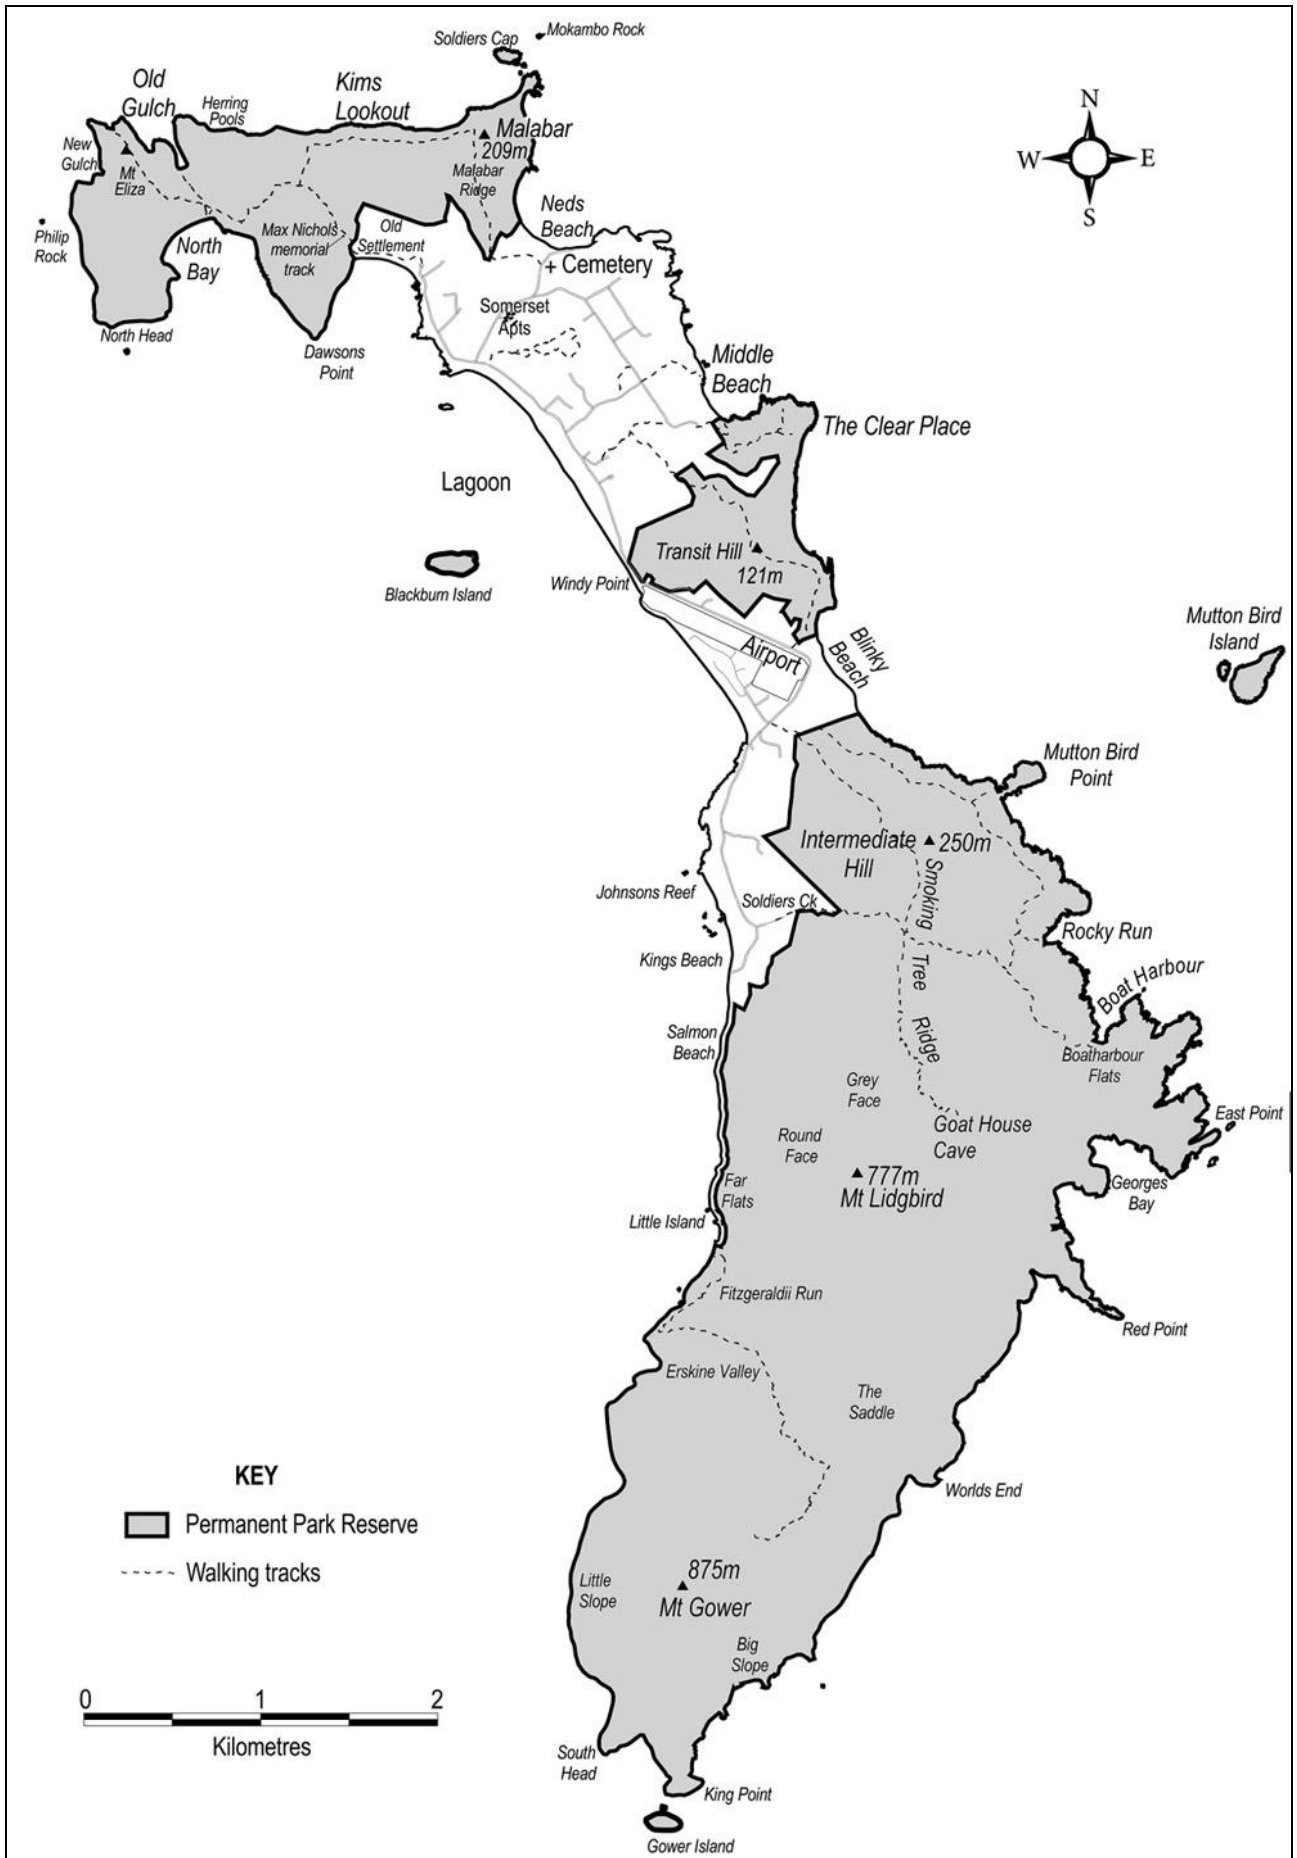 Mokambo Rock
Soldiers Cap
Old
Gulch
Herring
Pools
Kims
Lookout
Malabar
209m
New
Gulch
Mt
Eliza
Malabar
Ridge
Neds
Beach
Philip
Rock
North
Bay
Max Nichols
memorial
track
Old
Settlement
Cemetery
North Head
Dawsons
Point
Somerset
Apts
Middle
Beach
The Clear Place
Lagoon
Transit Hill
121m
Windy Point
Blackburn Island
Airport
Blinky
Beach
Mutton Bird
Island
Mutton Bird
Point
Intermediate
Hill
250m
Smoking
Tree
Ridge
Johnsons Reef
Soldiers Ck
Kings Beach
Rocky Run
Boat Harbour
Salmon
Beach
Boatharbour
Flats
Grey
Face
Round
Face
Goat House
Cave
East Point
777m
Mt Lidgbird
Georges
Bay
Far
Flats
Little Island
Fitzgeraldii Run
Red Point
Erskine Valley
The
Saddle
Worlds End
875m
Mt Gower
Little
Slope
Big
Slope
South
Head
King Point
Gower Island
N
W E
S
KEY
Permanent Park Reserve
Walking tracks
0 1 2
Kilometres